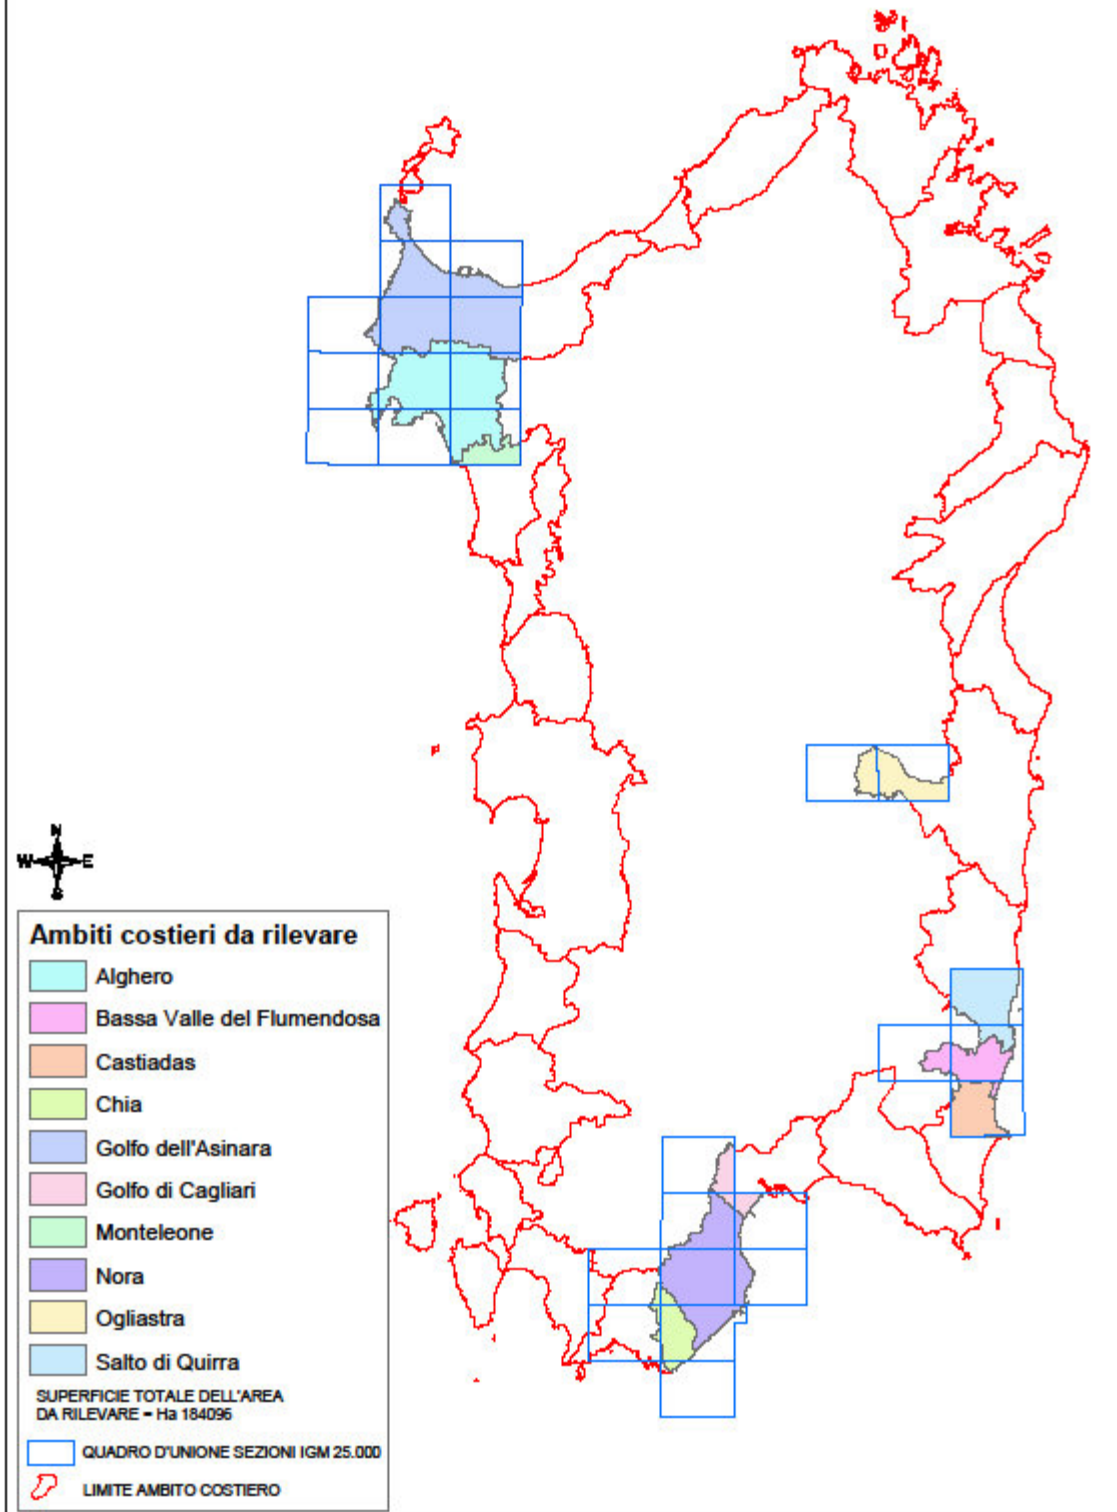 N
W E
S
Ambiti costieri da rilevare
Alghero
Bassa Valle del Flumendosa
Castiadas
Chia
Golfo dell'Asinara
Golfo di Cagliari
Monteleone
Nora
Ogliastra
Salto di Quirra
SUPERFICIE TOTALE DELL'AREA
DA RILEVARE = Ha 184096
QUADRO D'UNIONE SEZIONI IGM 25.000
LIMITE AMBITO COSTIERO